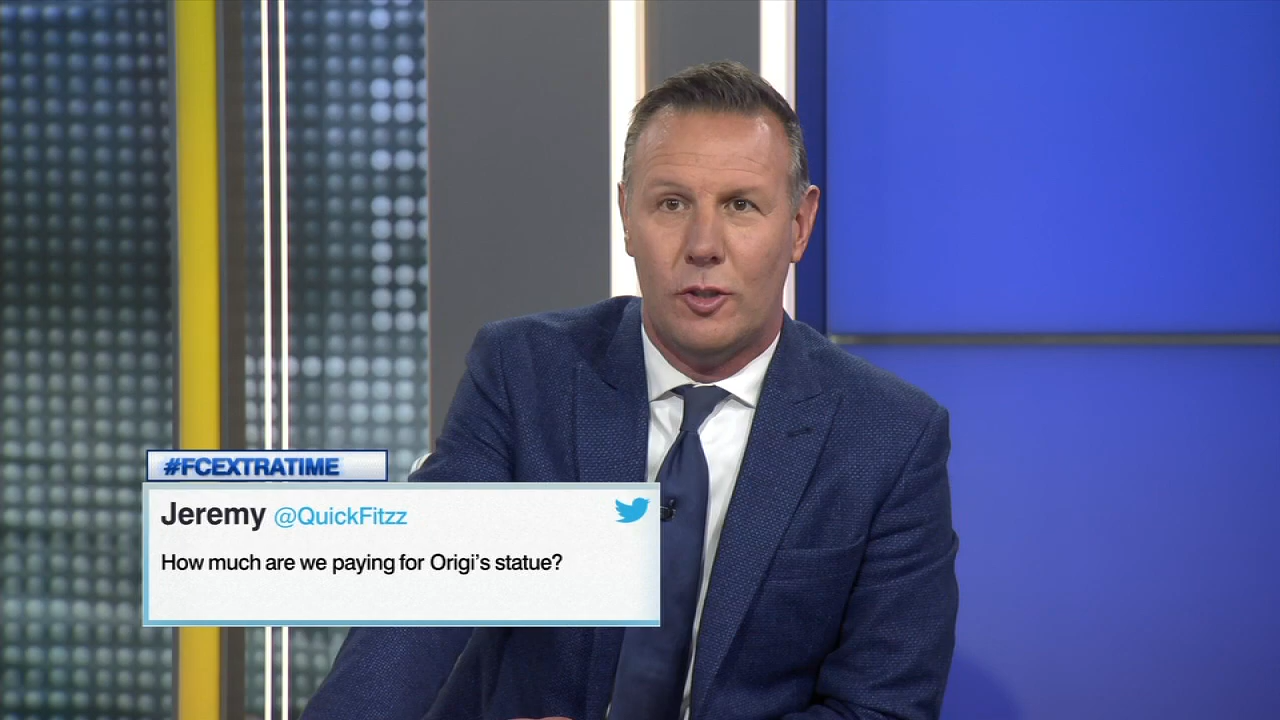 #FCEXTRATIME
Jeremy @QuickFitzz
How much are we paying for Origi's statue?